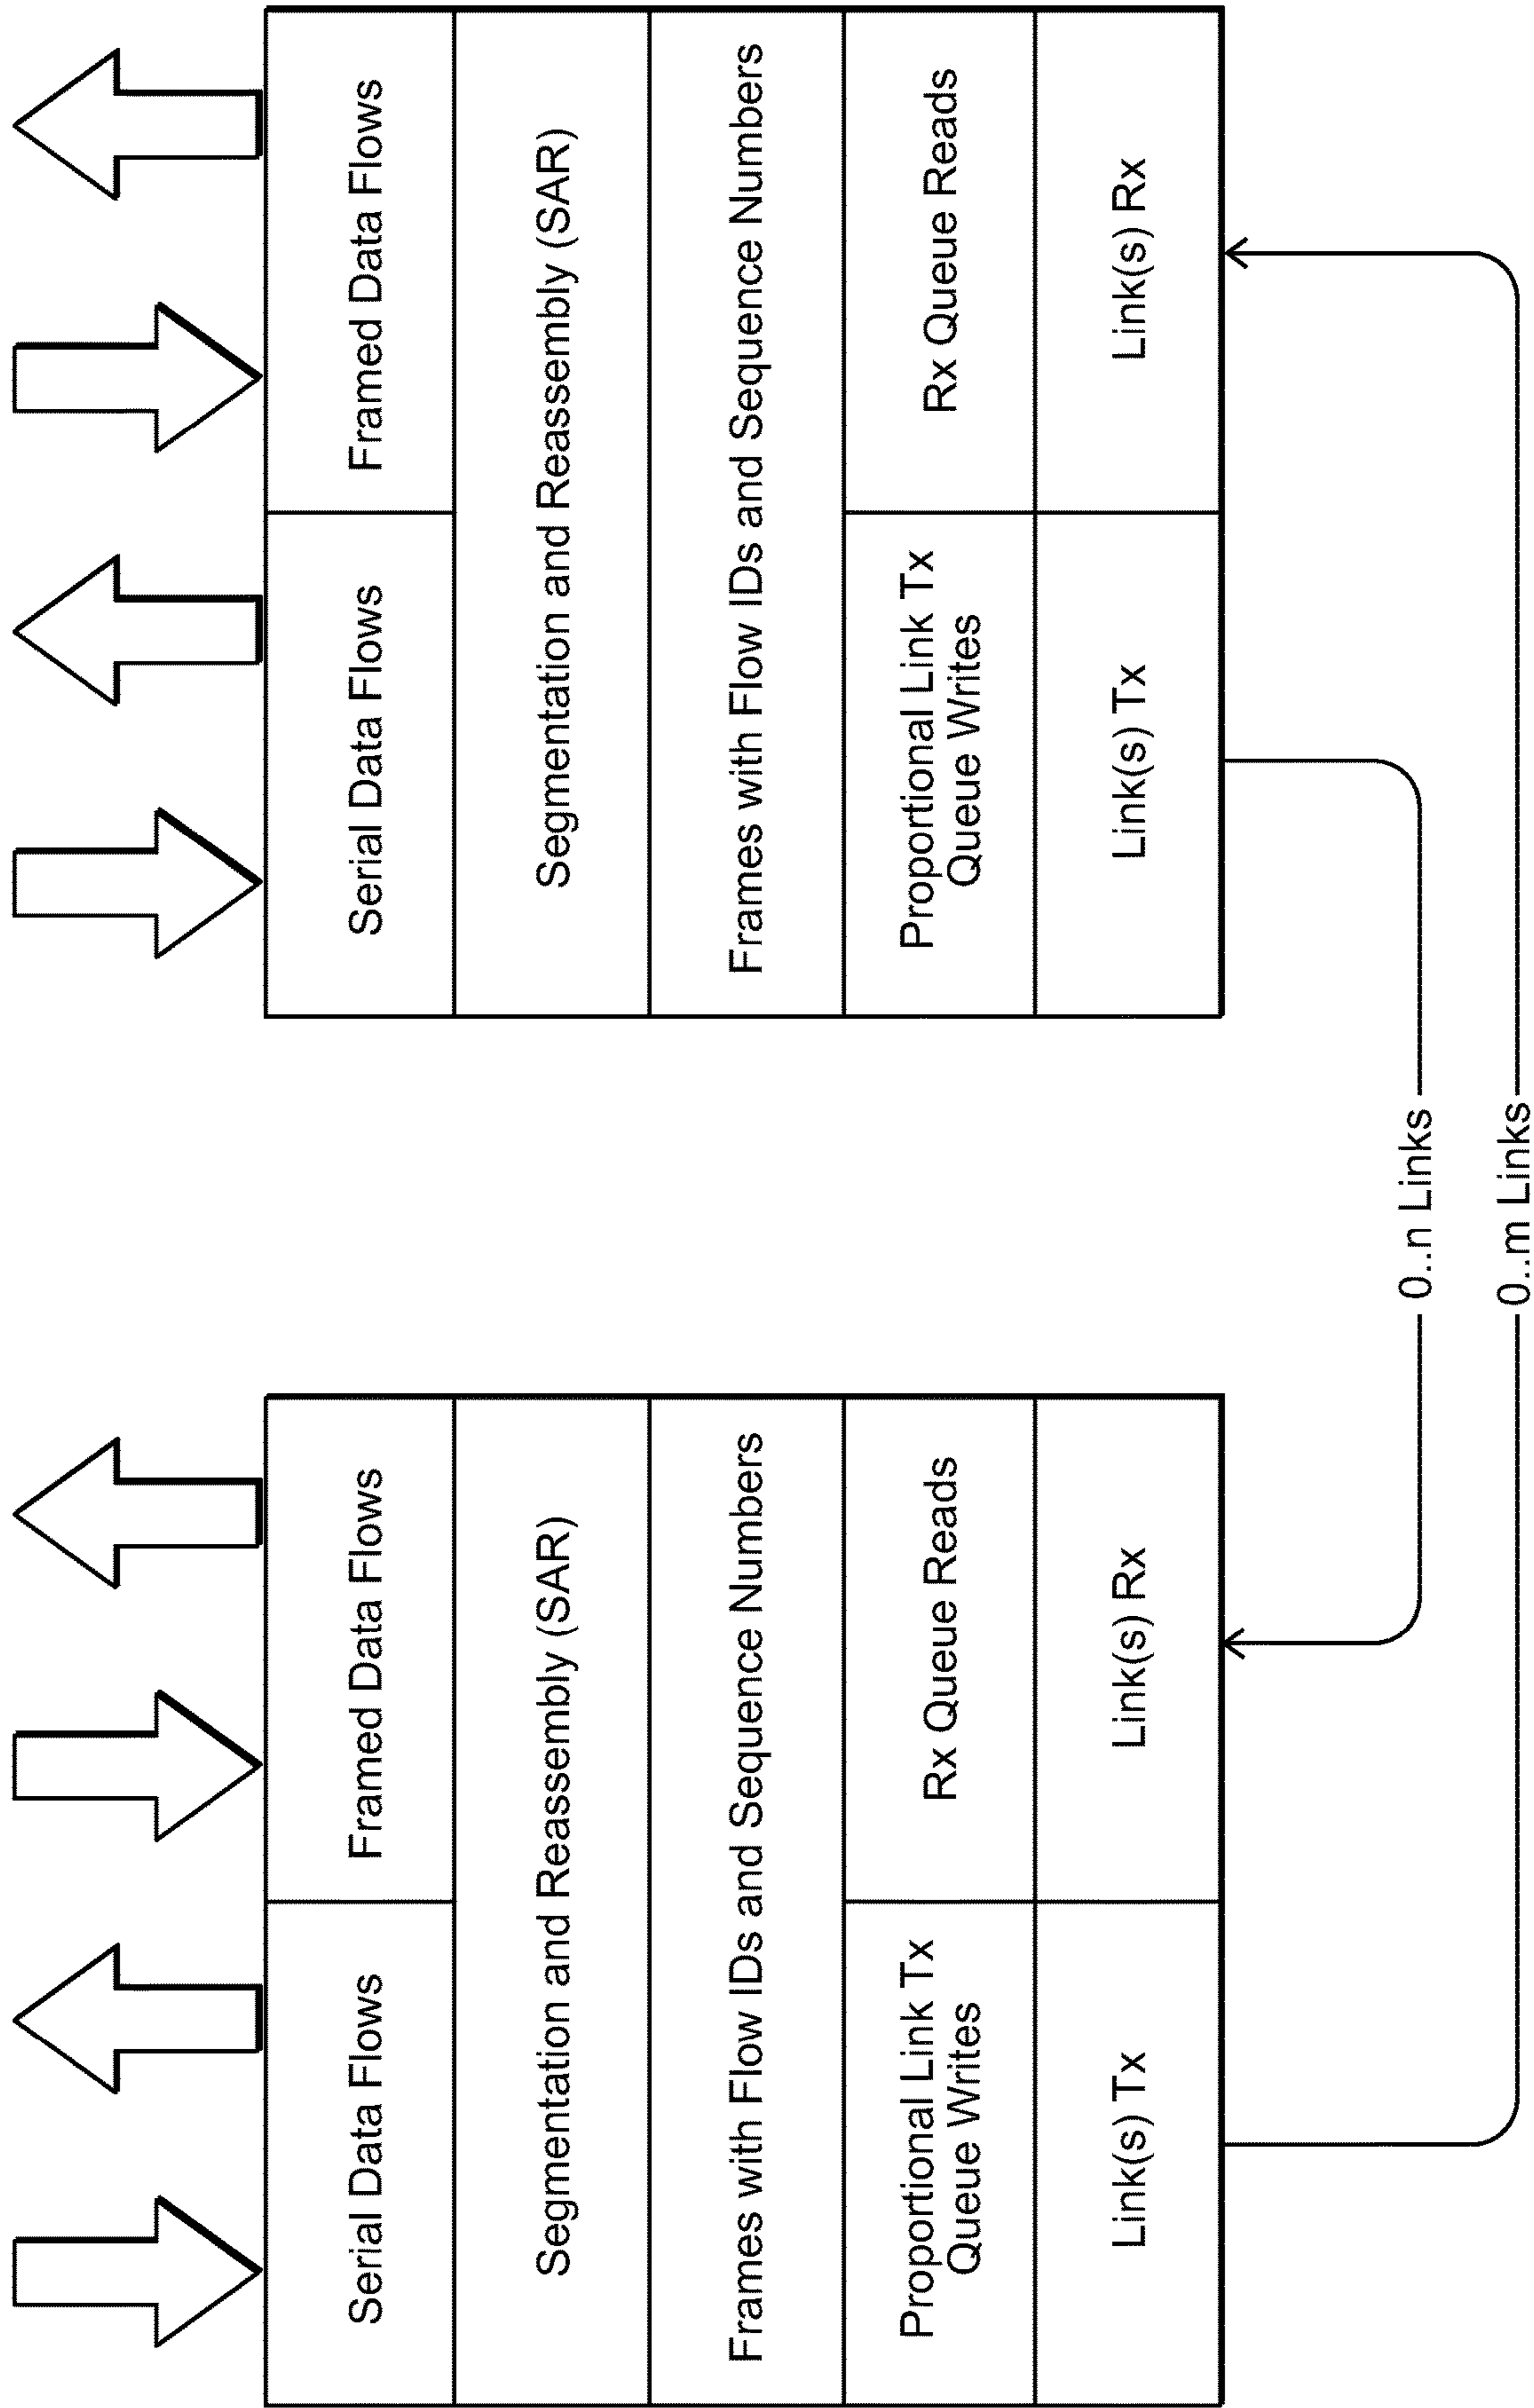 Serial Data Flows
Framed Data Flows
Segmentation and Reassembly (SAR)
Frames with Flow IDs and Sequence Numbers
Proportional Link Tx
Queue Writes
Rx Queue Reads
Link(s) Tx
Link(s) Rx
Serial Data Flows
Framed Data Flows
Segmentation and Reassembly (SAR)
Frames with Flow IDs and Sequence Numbers
Proportional Link Tx
Queue Writes
Rx Queue Reads
Link(s) Tx
Link(s) Rx
0..n Links
0..m Links